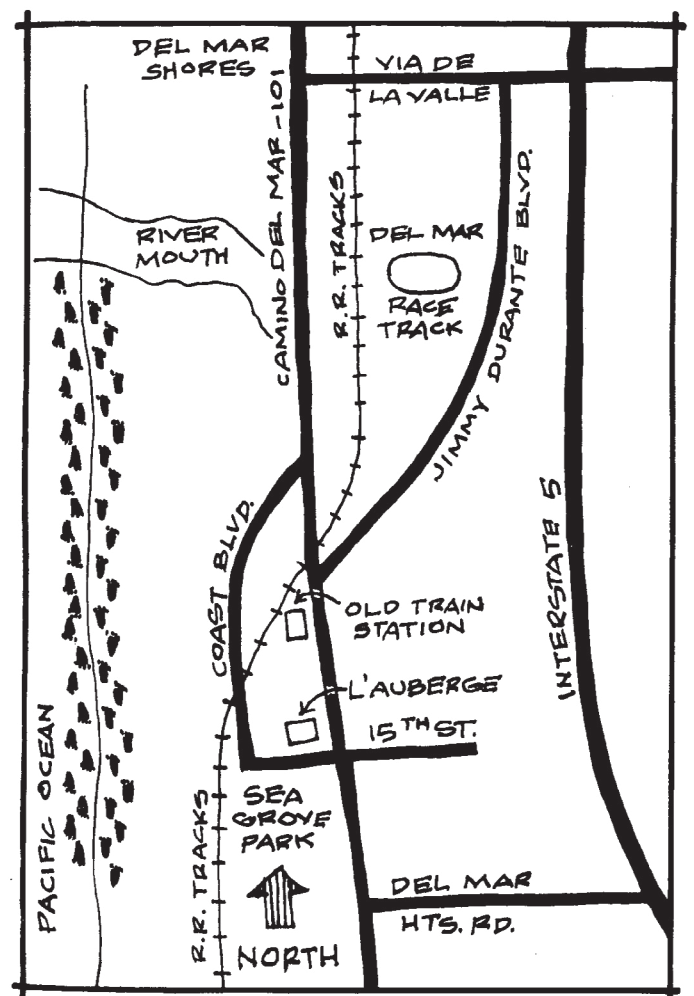 DEL MAR
SHORES
VIA DE
LA VALLE
CAMINO DEL MAR-101
R.R. TRACKS
JIMMY DURANTE BLVD.
RIVER
MOUTH
DEL MAR
RACE
TRACK
COAST BLVD.
INTERSTATE 5
OLD TRAIN
STATION
L'AUBERGE
15TH ST.
PACIFIC OCEAN
SEA
GROVE
PARK
R.R. TRACKS
DEL MAR
HTS. RD.
NORTH